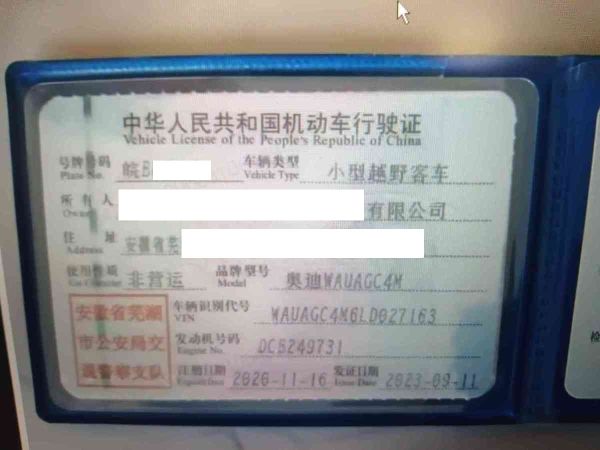 中华人民共和国机动车行驶证
Vehicle License of the People's Republic of China
号牌号码 皖B 车辆类型 小型越野客车
Plate No. Vehicle Type
所有人 有限公司
Owner
住址 安徽省芜
Address
使用性质 非营运 品牌型号 奥迪WAUAGC4M
Use Character Model
安徽省芜湖 车辆识别代号 WAUAGC4M6LD027163
VIN
市公安局交 发动机号码 DCB249731
Engine No.
通警察支队 注册日期 2020-11-16 发证日期 2023-09-11
Register Date Issue Date
检